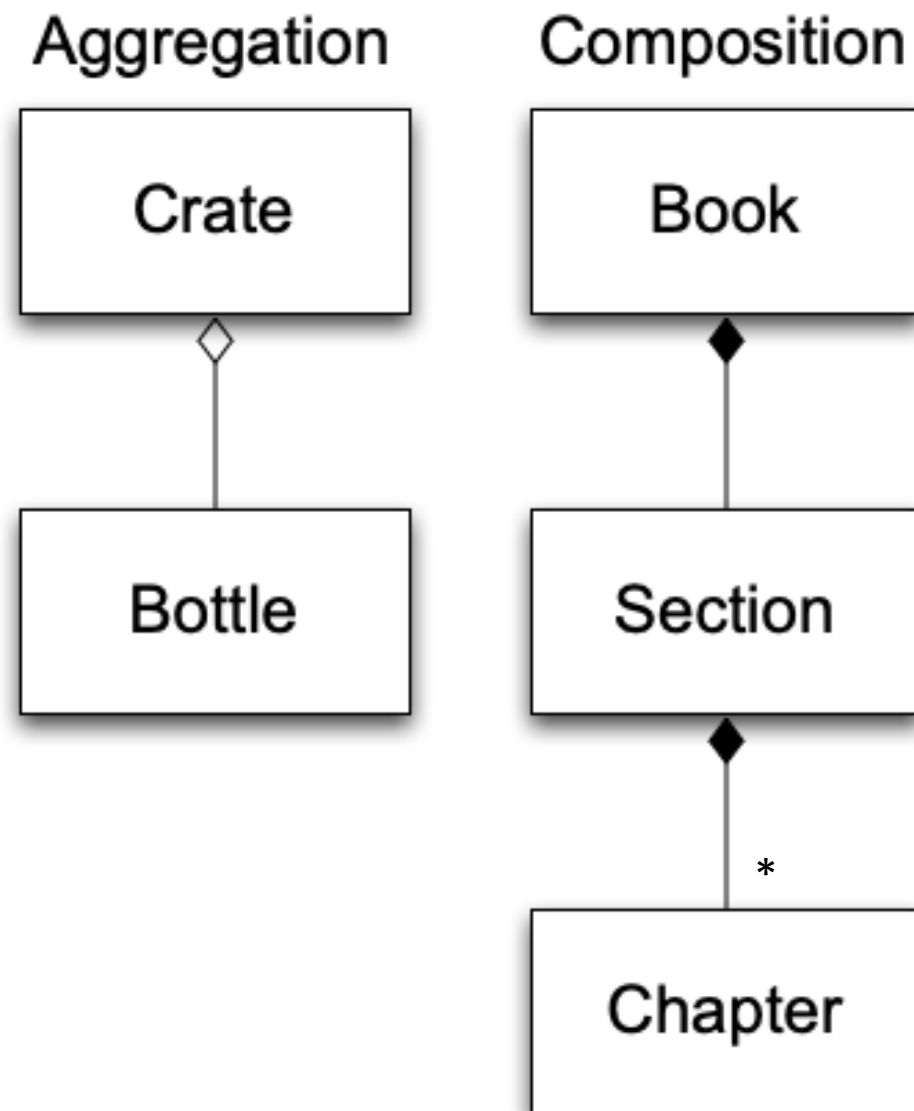 Aggregation
Composition
Crate
Book
Bottle
Section
*
Chapter